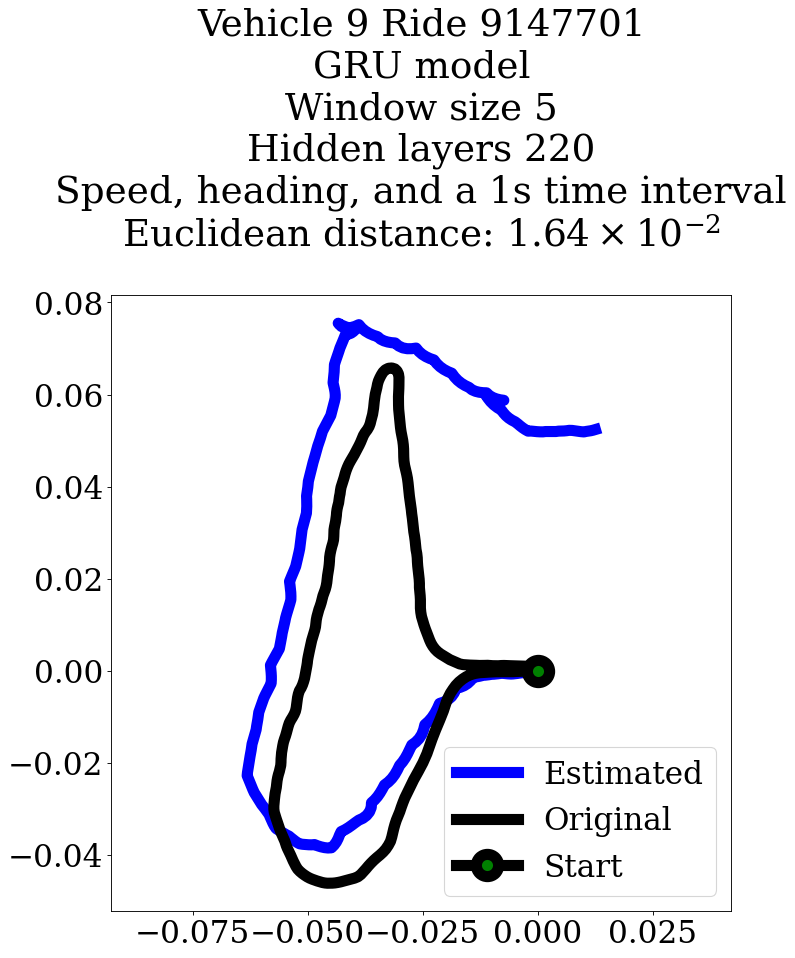 Vehicle 9 Ride 9147701
GRU model
Window size 5
Hidden layers 220
Speed, heading, and a 1s time interval
Euclidean distance: 1.64 × 10⁻²
0.08
0.06
0.04
0.02
0.00
−0.02
−0.04
Estimated
Original
Start
−0.075 −0.050 −0.025 0.000 0.025